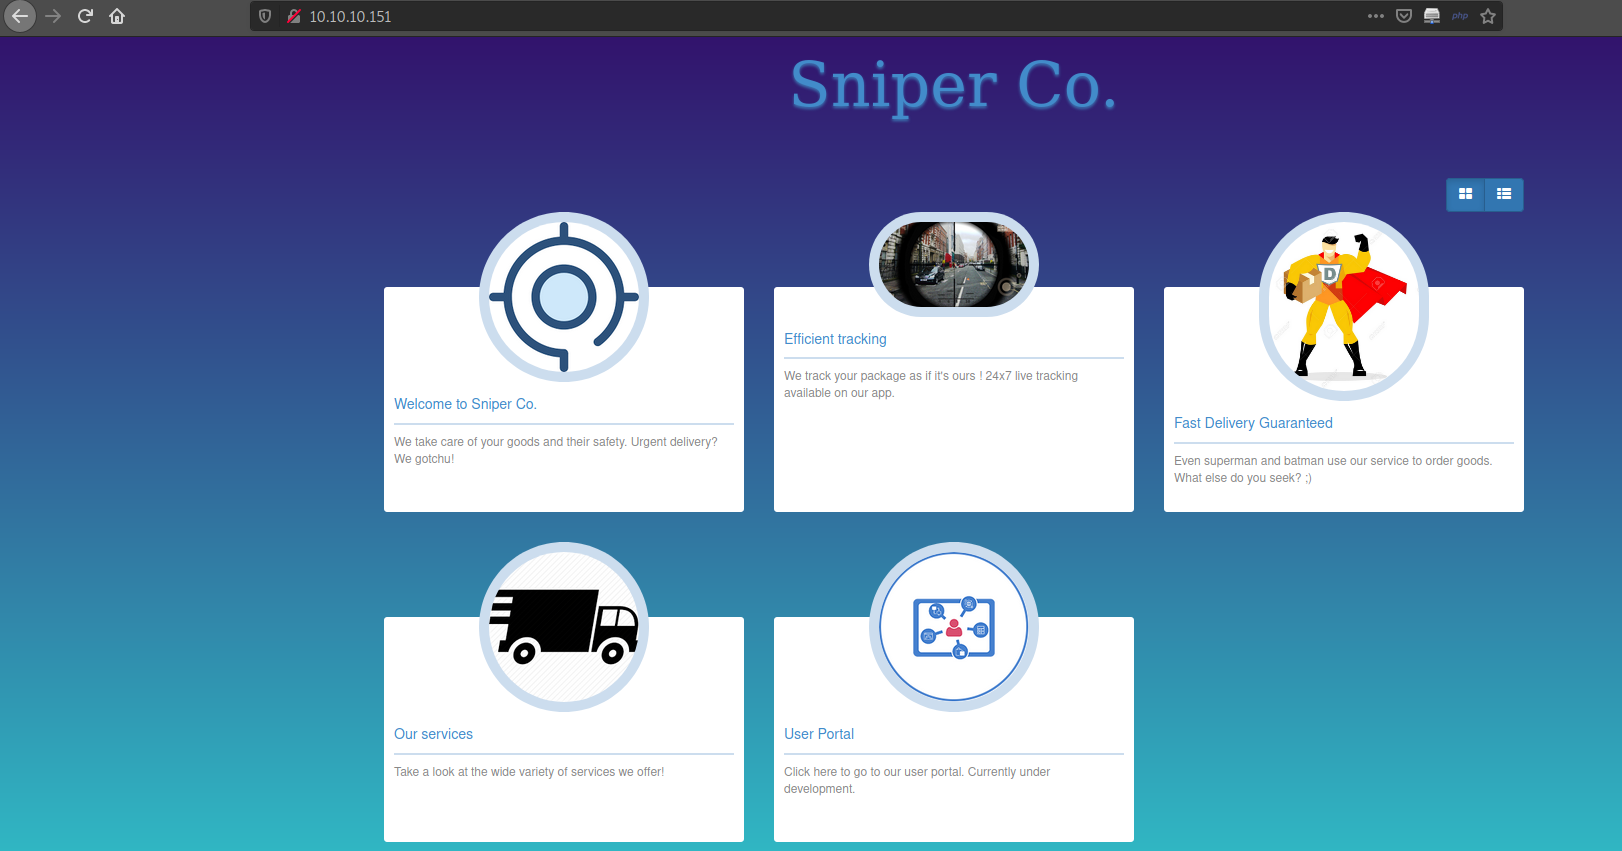 10.10.10.151
php
Sniper Co.
D
Welcome to Sniper Co.
We take care of your goods and their safety. Urgent delivery?
We gotchu!
Efficient tracking
We track your package as if it's ours ! 24x7 live tracking
available on our app.
Fast Delivery Guaranteed
Even superman and batman use our service to order goods.
What else do you seek? ;)
Our services
Take a look at the wide variety of services we offer!
User Portal
Click here to go to our user portal. Currently under
development.